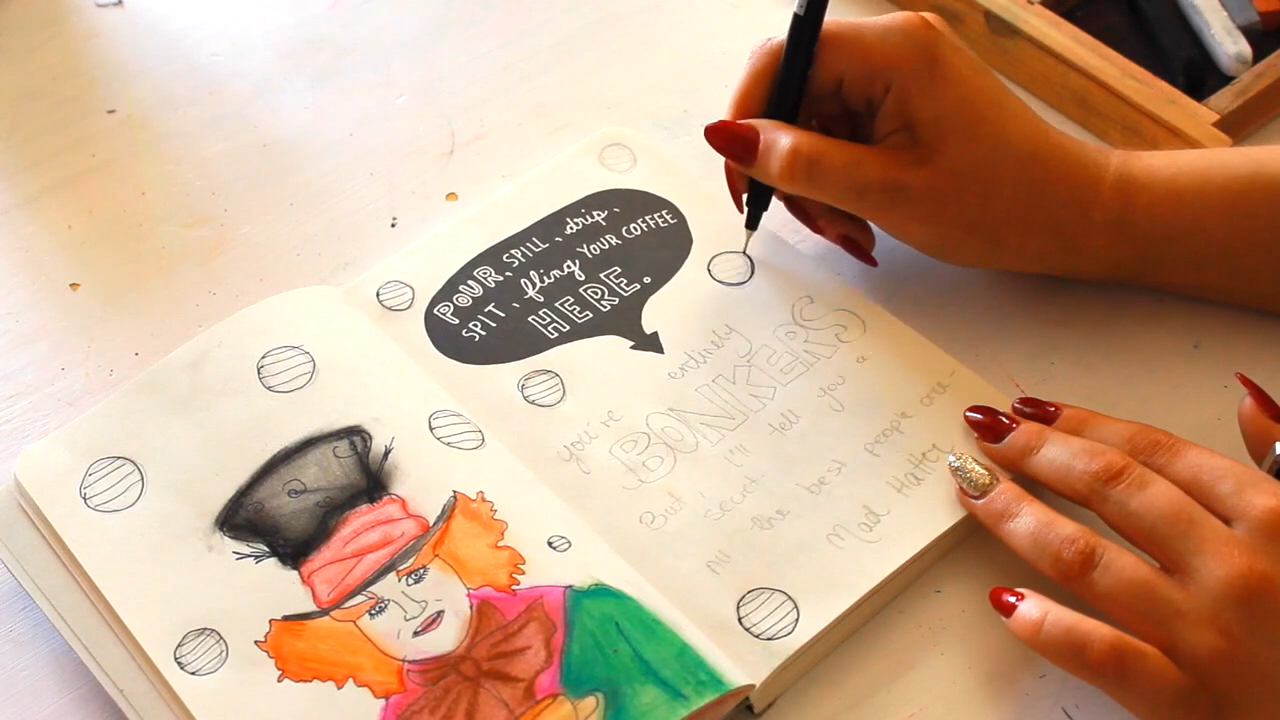 POUR, SPILL, drip,
SPIT, fling YOUR COFFEE
HERE.
you're entirely
BONKERS
But I'll tell you a
secret.
All the best people are-
Mad Hatter